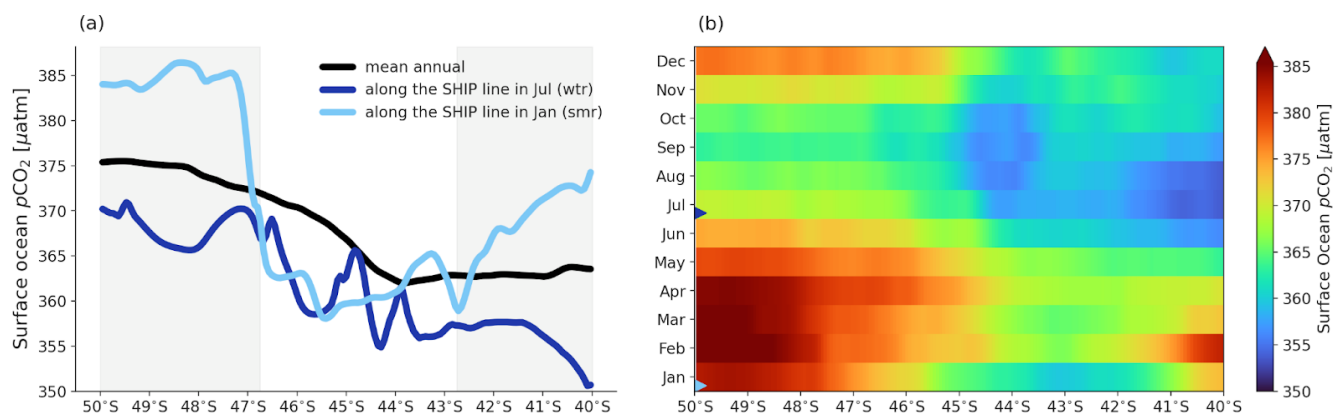 (a)
Surface ocean pCO₂ [μatm]
385
380
375
370
365
360
355
350
mean annual
along the SHIP line in Jul (wtr)
along the SHIP line in Jan (smr)
50°S 49°S 48°S 47°S 46°S 45°S 44°S 43°S 42°S 41°S 40°S
(b)
Dec
Nov
Oct
Sep
Aug
Jul
Jun
May
Apr
Mar
Feb
Jan
50°S 49°S 48°S 47°S 46°S 45°S 44°S 43°S 42°S 41°S 40°S
385
380
375
370
365
360
355
350
Surface Ocean pCO₂ [μatm]